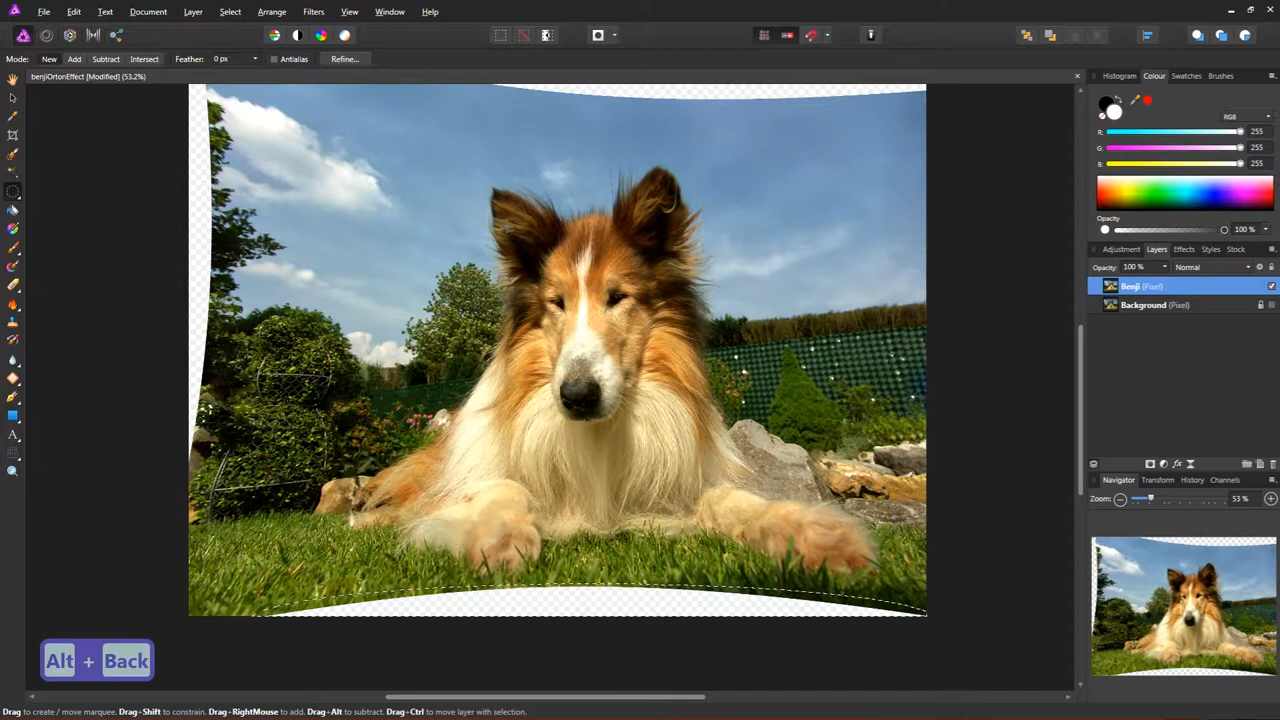 File Edit Text Document Layer Select Arrange Filters View Window Help
Mode: New Add Subtract Intersect Feather: 0 px Antialias Refine...
benjiOrtonEffect [Modified] (53.2%)
Histogram Colour Swatches Brushes
RGB
R: 255
G: 255
B: 255
Opacity
100 %
Adjustment Layers Effects Styles Stock
Opacity: 100 % Normal
Benji (Pixel)
Background (Pixel)
Navigator Transform History Channels
Zoom: 53 %
Alt + Back
Drag to create / move marquee. Drag+Shift to constrain. Drag+RightMouse to add. Drag+Alt to subtract. Drag+Ctrl to move layer with selection.